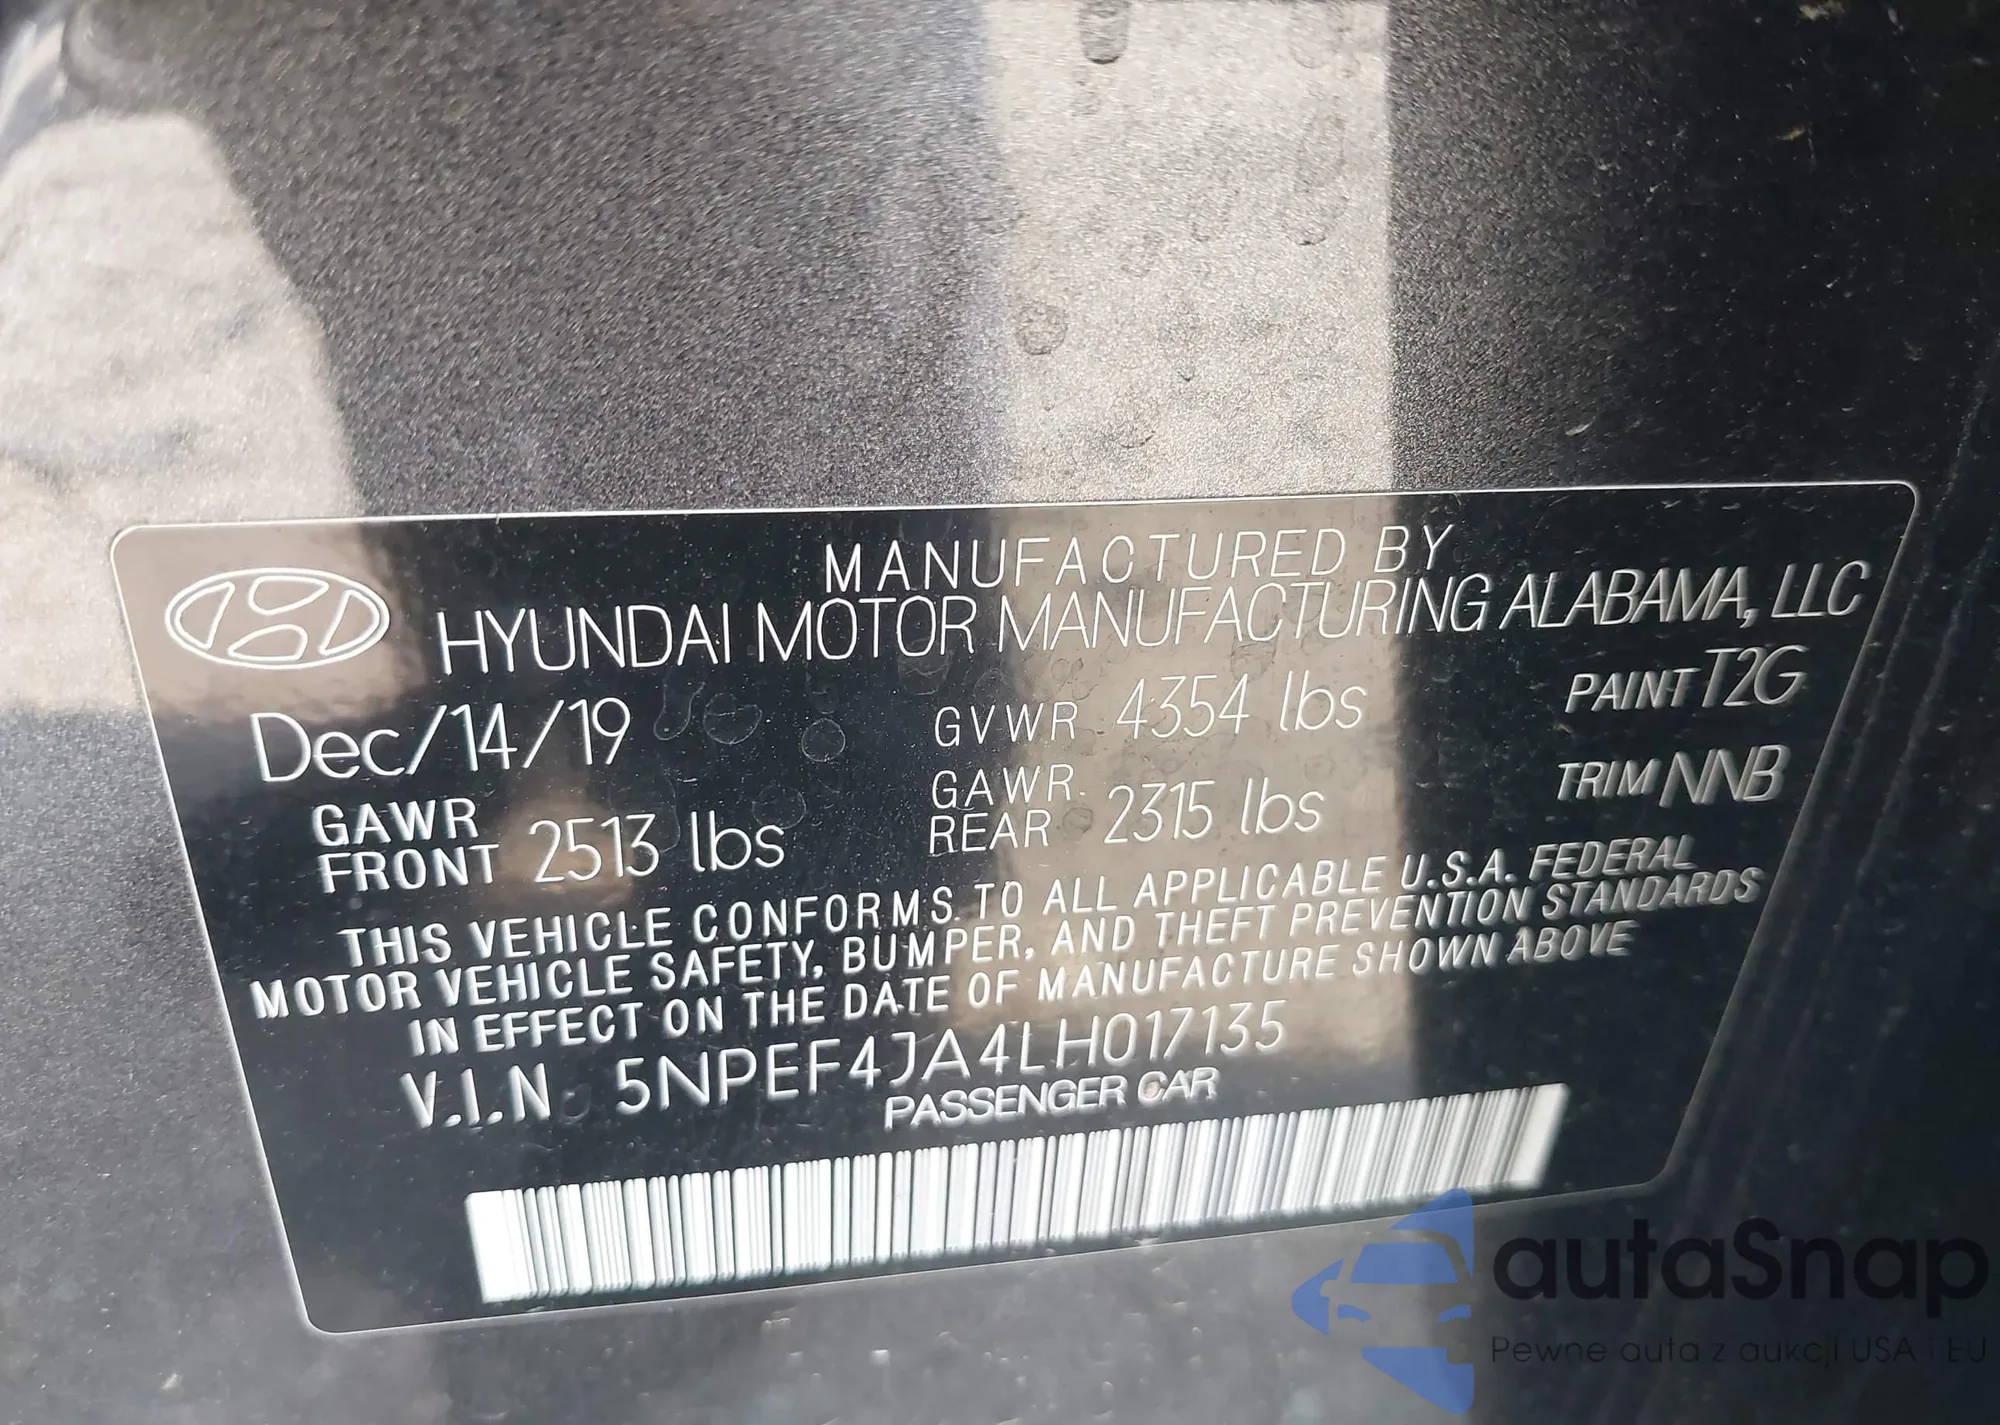 MANUFACTURED BY
HYUNDAI MOTOR MANUFACTURING ALABAMA, LLC
Dec/14/19 GVWR 4354 lbs PAINT T2G
GAWR FRONT 2513 lbs GAWR REAR 2315 lbs TRIM NNB
THIS VEHICLE CONFORMS TO ALL APPLICABLE U.S.A. FEDERAL
MOTOR VEHICLE SAFETY, BUMPER, AND THEFT PREVENTION STANDARDS
IN EFFECT ON THE DATE OF MANUFACTURE SHOWN ABOVE
V.I.N 5NPEF4JA4LH017135
PASSENGER CAR
autaSnap
Pewne auta z aukcji USA i EU